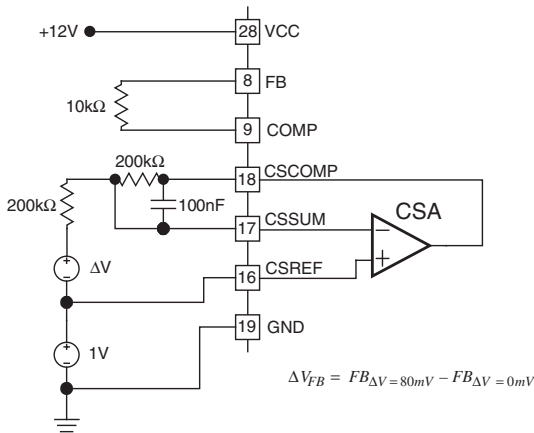 +12V
28 VCC
8 FB
10kΩ
9 COMP
200kΩ
18 CSCOMP
200kΩ
100nF
CSA
17 CSSUM
−
+
ΔV
+
−
16 CSREF
19 GND
1V
+
−
ΔV_FB = FB_ΔV = 80mV − FB_ΔV = 0mV